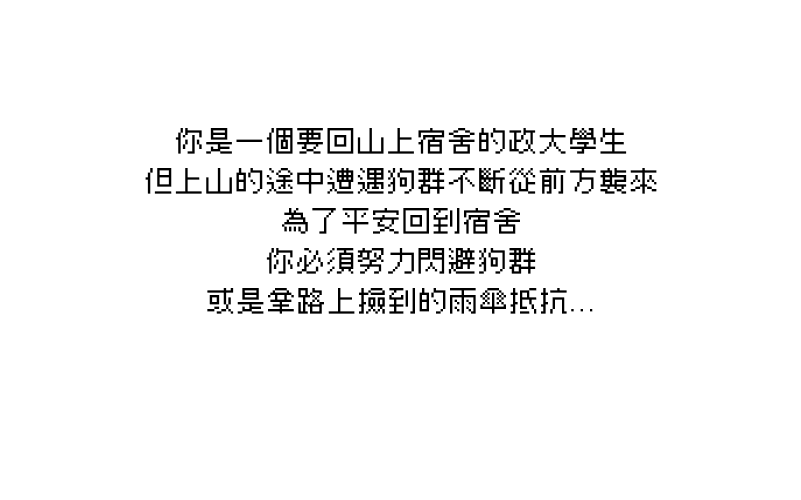 你是一個要回山上宿舍的政大學生
但上山的途中遭遇狗群不斷從前方襲來
為了平安回到宿舍
你必須努力閃避狗群
或是拿路上撿到的雨傘抵抗...